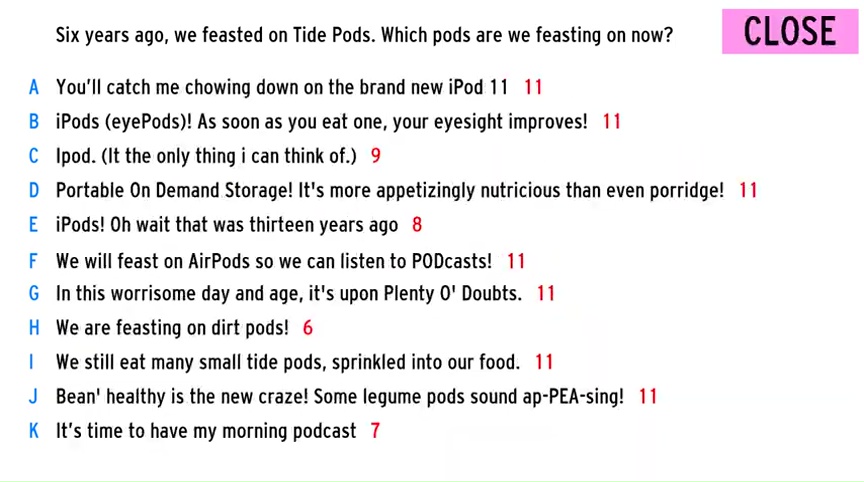 Six years ago, we feasted on Tide Pods. Which pods are we feasting on now?
CLOSE
A You'll catch me chowing down on the brand new iPod 11 11
B iPods (eyePods)! As soon as you eat one, your eyesight improves! 11
C Ipod. (It the only thing i can think of.) 9
D Portable On Demand Storage! It's more appetizingly nutricious than even porridge! 11
E iPods! Oh wait that was thirteen years ago 8
F We will feast on AirPods so we can listen to PODcasts! 11
G In this worrisome day and age, it's upon Plenty O' Doubts. 11
H We are feasting on dirt pods! 6
I We still eat many small tide pods, sprinkled into our food. 11
J Bean' healthy is the new craze! Some legume pods sound ap-PEA-sing! 11
K It's time to have my morning podcast 7